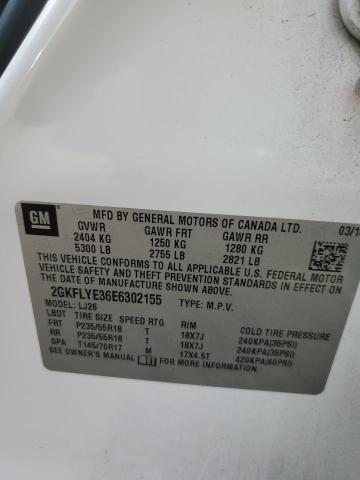 GM
MFD BY GENERAL MOTORS OF CANADA LTD.
GVWR GAWR FRT GAWR RR 03/1
2404 KG 1250 KG 1280 KG
5300 LB 2755 LB 2821 LB
THIS VEHICLE CONFORMS TO ALL APPLICABLE U.S. FEDERAL MOTOR
VEHICLE SAFETY AND THEFT PREVENTION STANDARDS IN EFFECT ON
THE DATE OF MANUFACTURE SHOWN ABOVE.
2GKFLYE36E6302155 TYPE: M.P.V.
MODEL: LJ26
LBDT TIRE SIZE SPEED RTG RIM COLD TIRE PRESSURE
FRT P235/55R18 T 18X7J 240KPA(35PSI)
RR P235/55R18 T 18X7J 240KPA(35PSI)
SPA T145/70R17 M 17X4.5T 420KPA(60PSI)
SEE OWNER'S MANUAL FOR MORE INFORMATION.